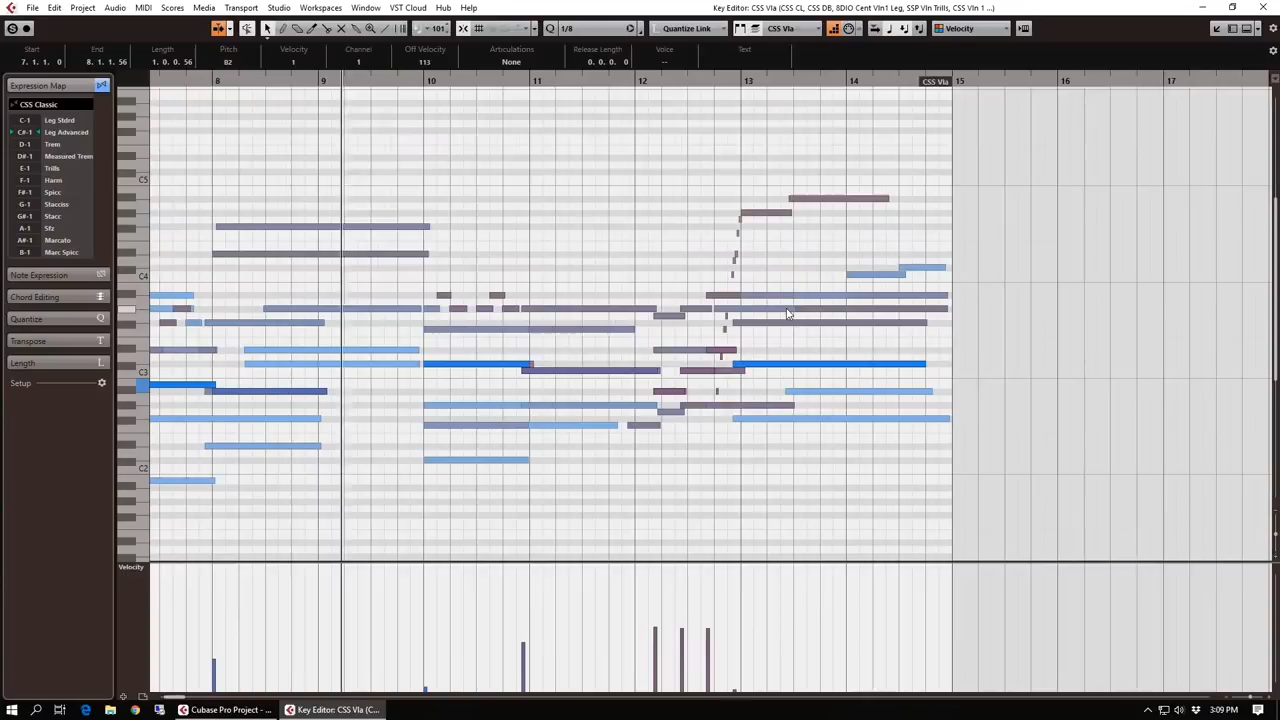 Key Editor: CSS Vla (CSS CL, CSS DB, 8DIO Cent Vln1 Leg, SSP Vln Trills, CSS Vln 1 ...)
File Edit Project Audio MIDI Scores Media Transport Studio Workspaces Window VST Cloud Hub Help
101 Q 1/8 Quantize Link CSS Vla Velocity
Start End Length Pitch Velocity Channel Off Velocity Articulations Release Length Voice Text
7. 1. 1. 0 8. 1. 1. 56 1. 0. 0. 56 B2 1 1 113 None 0. 0. 0. 0 --
Expression Map
8 9 10 11 12 13 14 CSS Vla 15 16 17
CSS Classic
C-1 Leg Stdrd
C#-1 Leg Advanced
D-1 Trem
D#-1 Measured Trem
E-1 Trills
F-1 Harm
F#-1 Spicc
G-1 Stacciss
G#-1 Stacc
A-1 Sfz
A#-1 Marcato
B-1 Marc Spicc
Note Expression
Chord Editing
Quantize Q
Transpose T
Length L
Setup
C5
C4
C3
C2
Velocity
Cubase Pro Project - ... Key Editor: CSS Vla (C... 3:09 PM